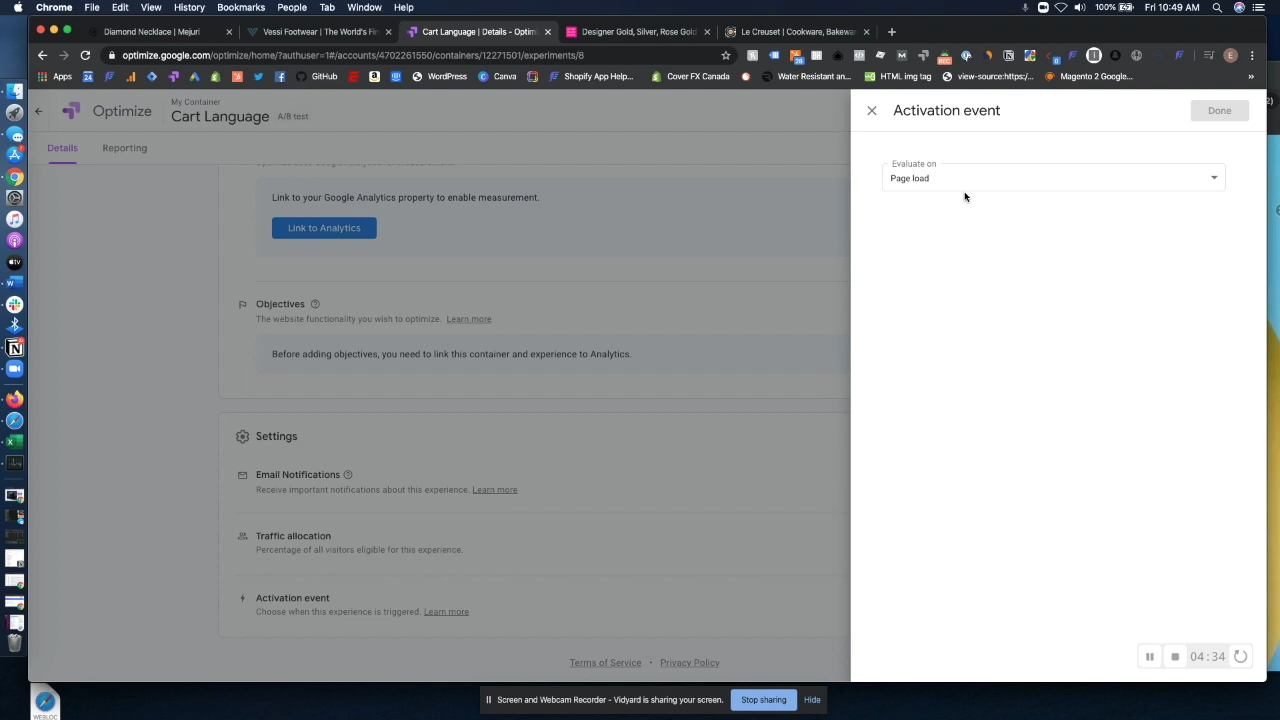 Chrome File Edit View History Bookmarks People Tab Window Help
100% Fri 10:49 AM
Diamond Necklace | Mejuri
Vessi Footwear | The World's Fi
Cart Language | Details - Optim
Designer Gold, Silver, Rose Gold
Le Creuset | Cookware, Bakewa
optimize.google.com/optimize/home/?authuser=1#/accounts/4702261550/containers/12271501/experiments/8
Apps
GitHub
WordPress
Canva
Shopify App Help...
Cover FX Canada
Water Resistant an...
HTML img tag
view-source:https:/...
Magento 2 Google...
»
Optimize
My Container
Cart Language A/B test
Details Reporting
Link to your Google Analytics property to enable measurement.
Link to Analytics
Objectives
The website functionality you wish to optimize. Learn more
Before adding objectives, you need to link this container and experience to Analytics.
Settings
Email Notifications
Receive important notifications about this experience. Learn more
Traffic allocation
Percentage of all visitors eligible for this experience.
Activation event
Choose when this experience is triggered. Learn more
Terms of Service • Privacy Policy
Activation event
Done
Evaluate on
Page load
04:34
Screen and Webcam Recorder - Vidyard is sharing your screen. Stop sharing Hide
WEBLOC